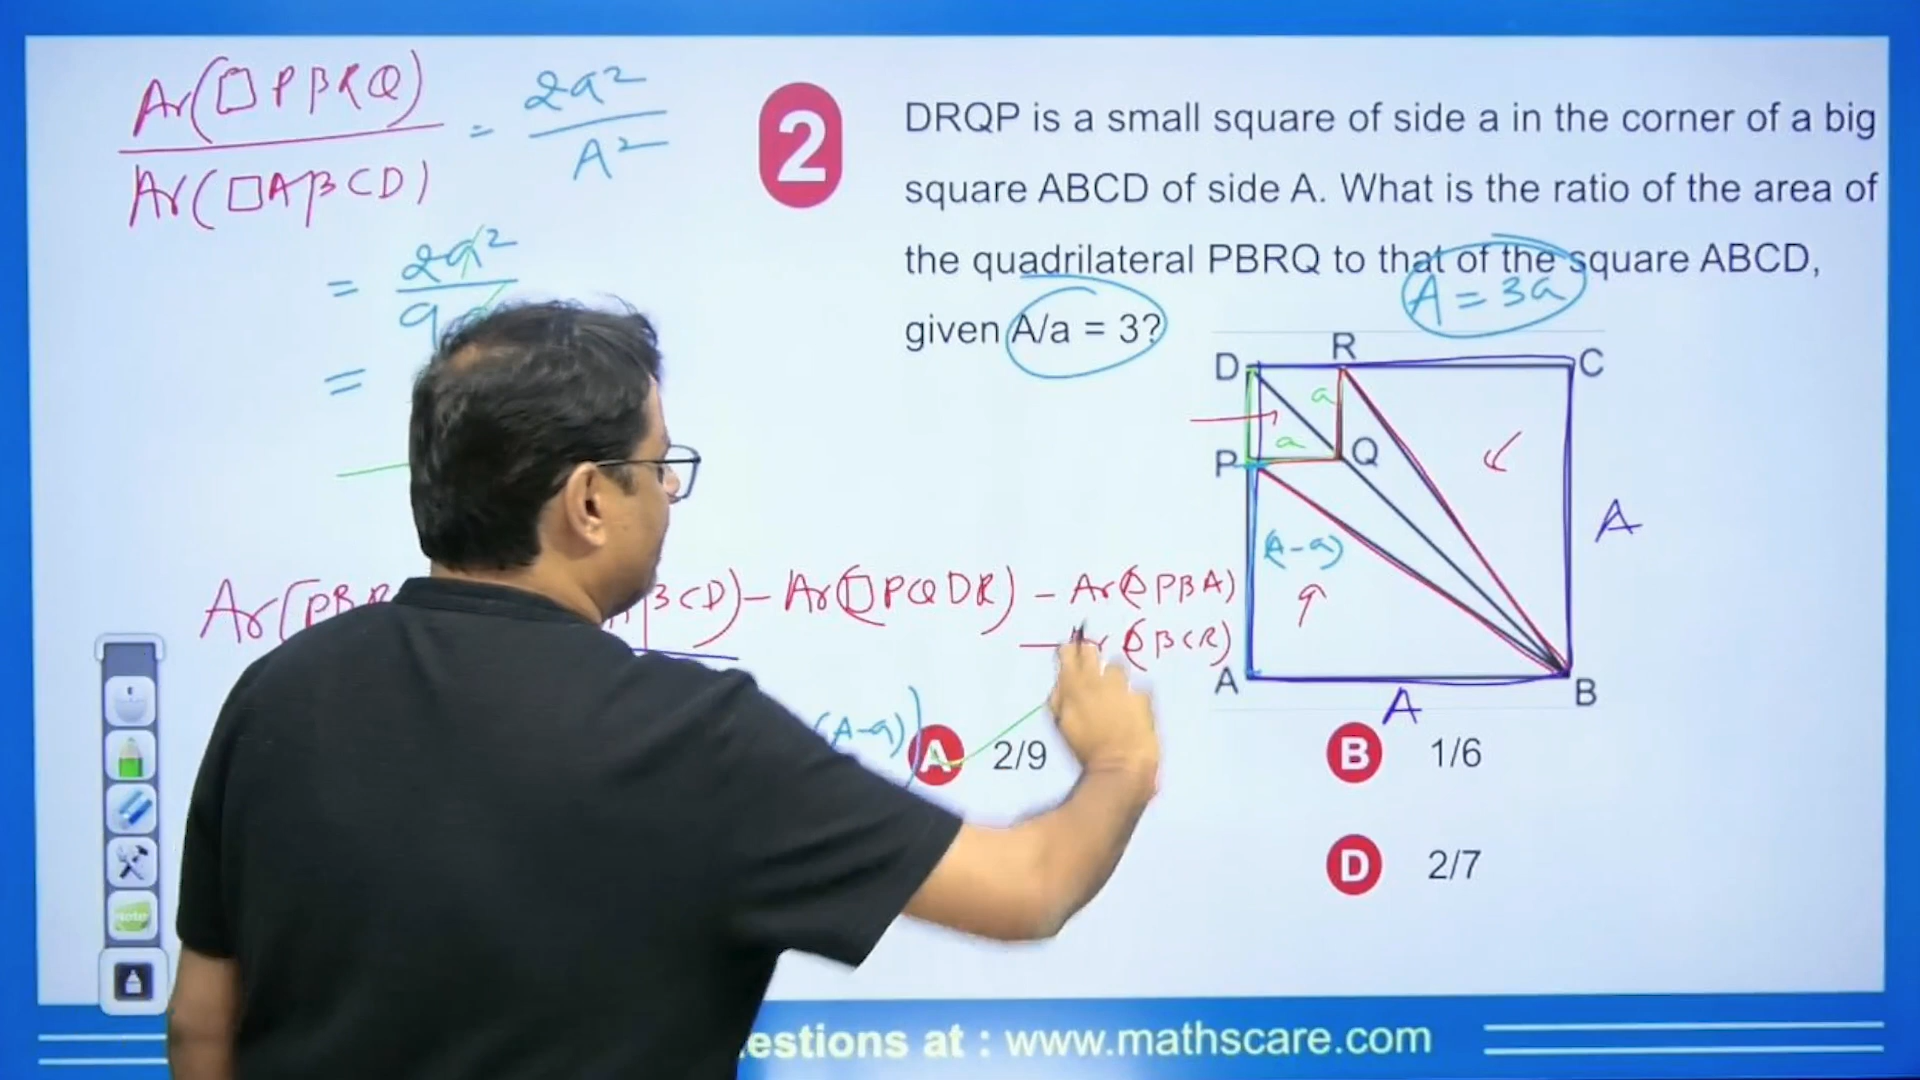 Ar(□PBRQ) = 2a²
Ar(□ABCD) A²
= 2a²
9
=
2
DRQP is a small square of side a in the corner of a big
square ABCD of side A. What is the ratio of the area of
the quadrilateral PBRQ to that of the square ABCD,
given A/a = 3?
A = 3a
D R C
a
a
P Q
A
(A-a)
A B
A
Ar(PBR BCD) - Ar(□PQDR) - Ar(△PBA)
- Ar(△BCR)
(A-a))
A 2/9
B 1/6
D 2/7
Note
estions at : www.mathscare.com